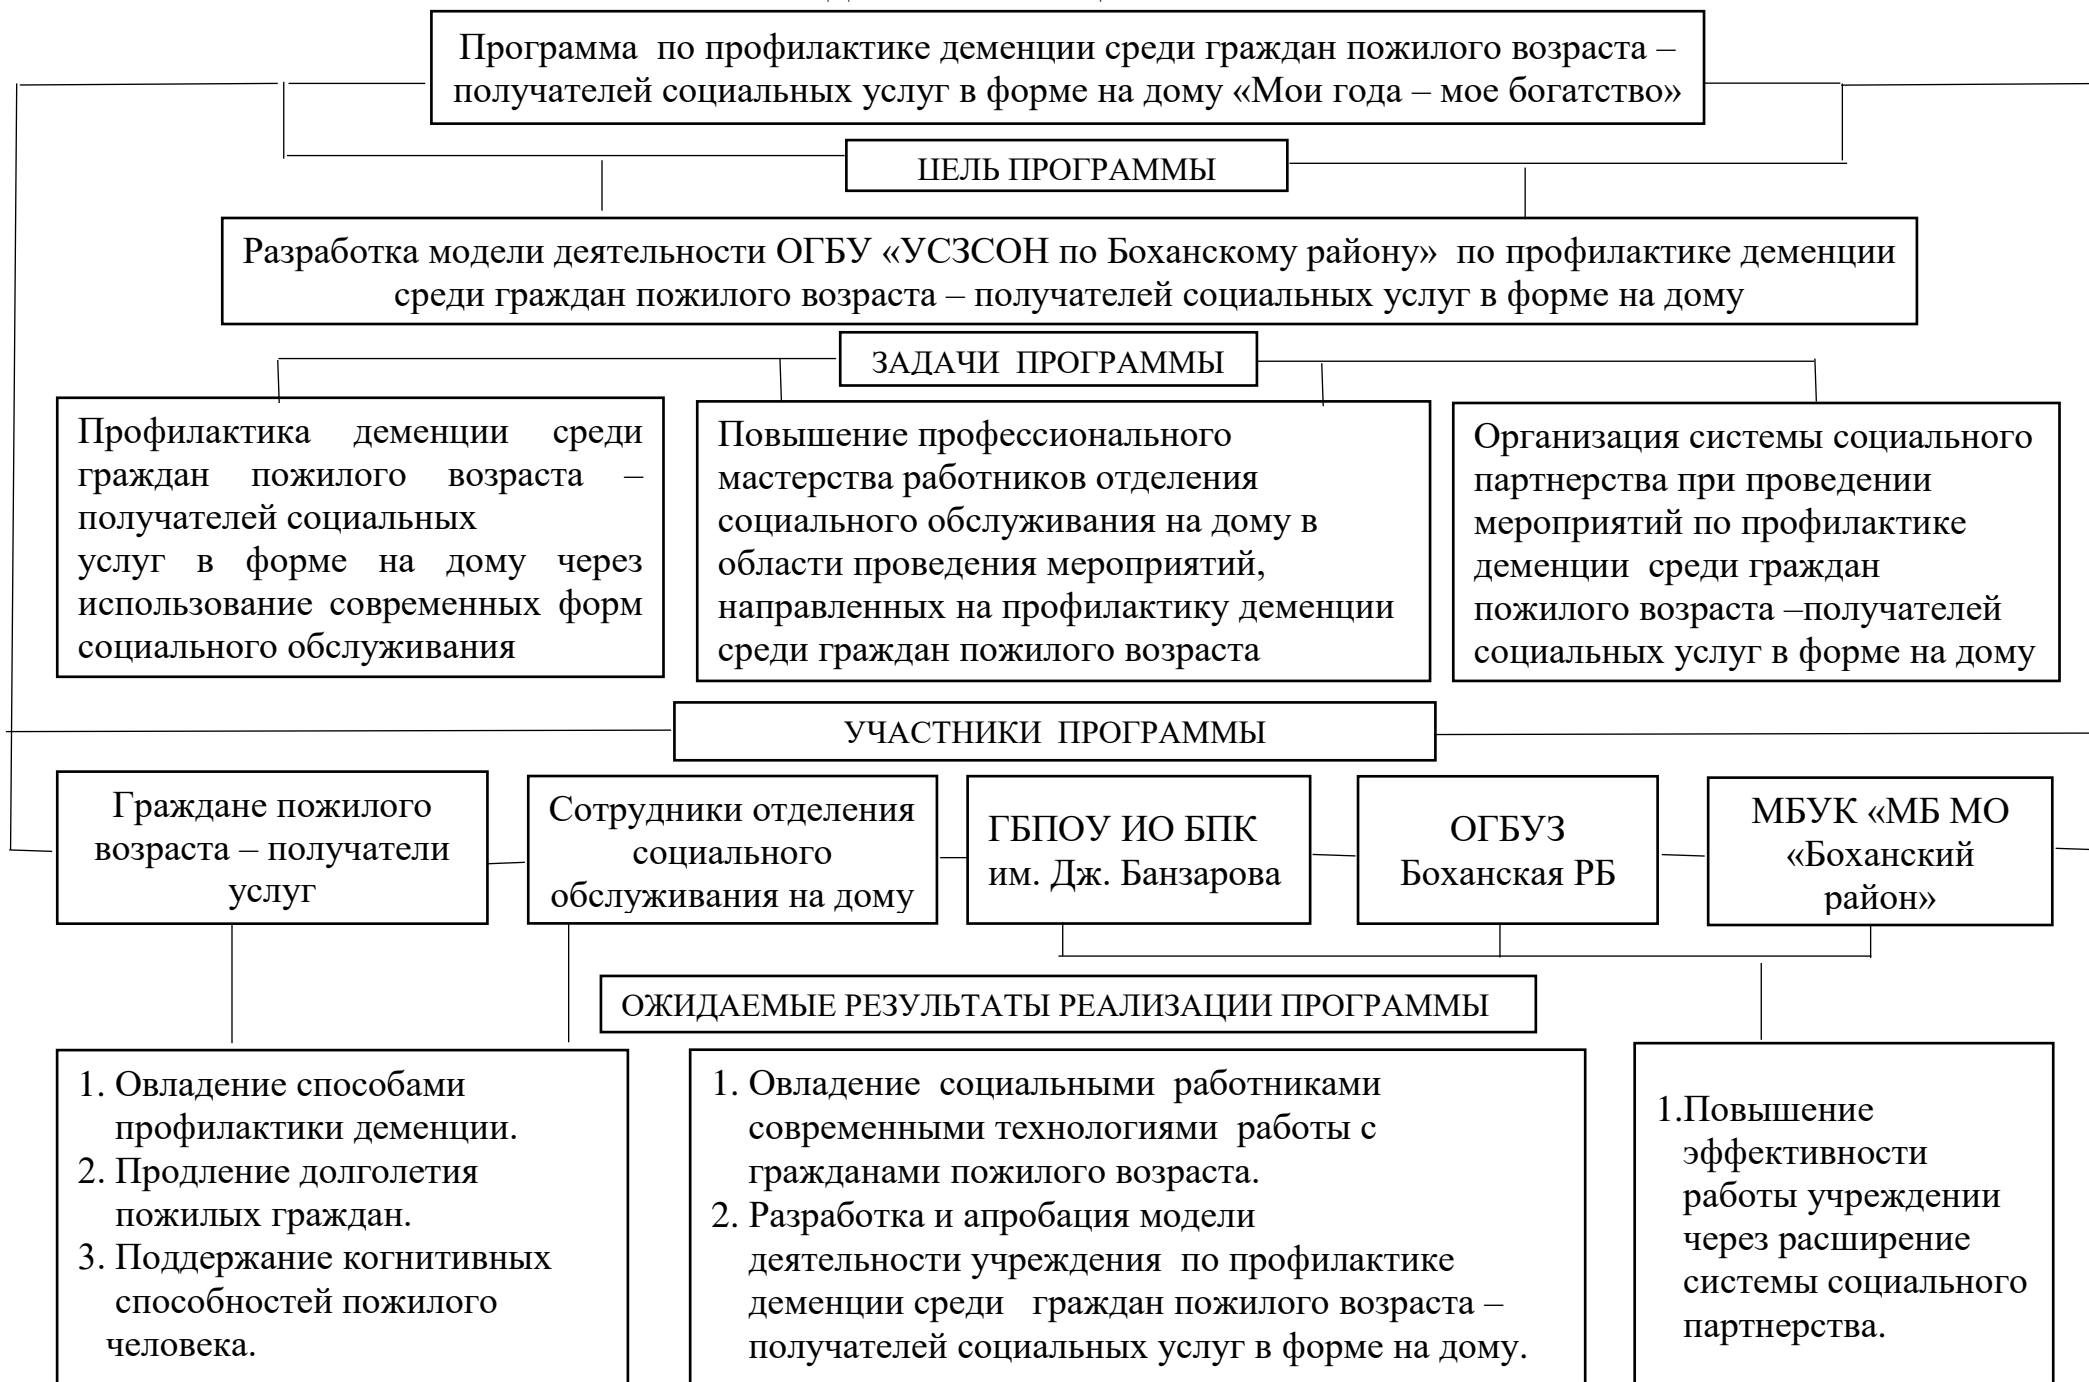 Программа по профилактике деменции среди граждан пожилого возраста –
получателей социальных услуг в форме на дому «Мои года – мое богатство»
ЦЕЛЬ ПРОГРАММЫ
Разработка модели деятельности ОГБУ «УСЗСОН по Боханскому району» по профилактике деменции
среди граждан пожилого возраста – получателей социальных услуг в форме на дому
ЗАДАЧИ ПРОГРАММЫ
Профилактика деменции среди
граждан пожилого возраста –
получателей социальных
услуг в форме на дому через
использование современных форм
социального обслуживания
Повышение профессионального
мастерства работников отделения
социального обслуживания на дому в
области проведения мероприятий,
направленных на профилактику деменции
среди граждан пожилого возраста
Организация системы социального
партнерства при проведении
мероприятий по профилактике
деменции среди граждан
пожилого возраста –получателей
социальных услуг в форме на дому
УЧАСТНИКИ ПРОГРАММЫ
Граждане пожилого
возраста – получатели
услуг
Сотрудники отделения
социального
обслуживания на дому
ГБПОУ ИО БПК
им. Дж. Банзарова
ОГБУЗ
Боханская РБ
МБУК «МБ МО
«Боханский
район»
ОЖИДАЕМЫЕ РЕЗУЛЬТАТЫ РЕАЛИЗАЦИИ ПРОГРАММЫ
1. Овладение способами
профилактики деменции.
2. Продление долголетия
пожилых граждан.
3. Поддержание когнитивных
способностей пожилого
человека.
1. Овладение социальными работниками
современными технологиями работы с
гражданами пожилого возраста.
2. Разработка и апробация модели
деятельности учреждения по профилактике
деменции среди граждан пожилого возраста –
получателей социальных услуг в форме на дому.
1.Повышение
эффективности
работы учреждении
через расширение
системы социального
партнерства.